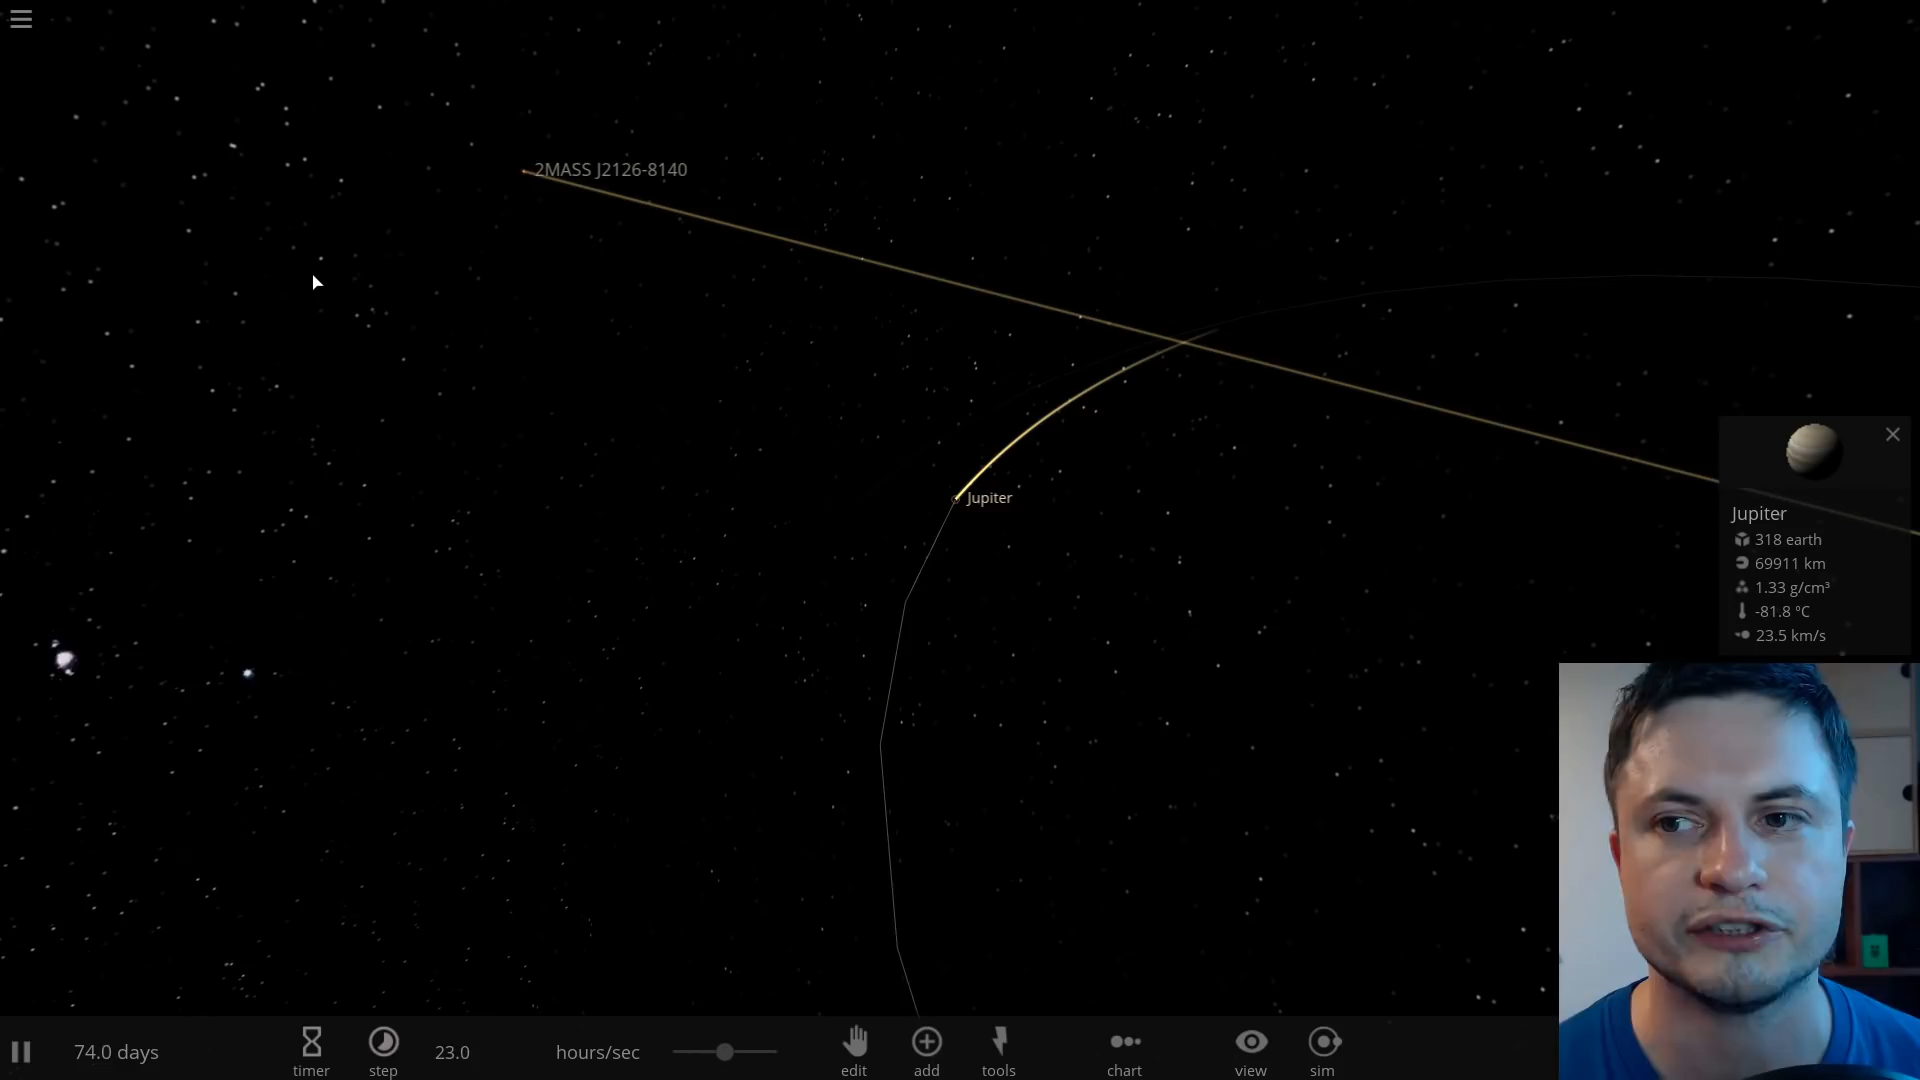 2MASS J2126-8140
Jupiter
Jupiter
318 earth
69911 km
1.33 g/cm³
-81.8 °C
23.5 km/s
74.0 days
timer
step
23.0
hours/sec
edit
add
tools
chart
view
sim